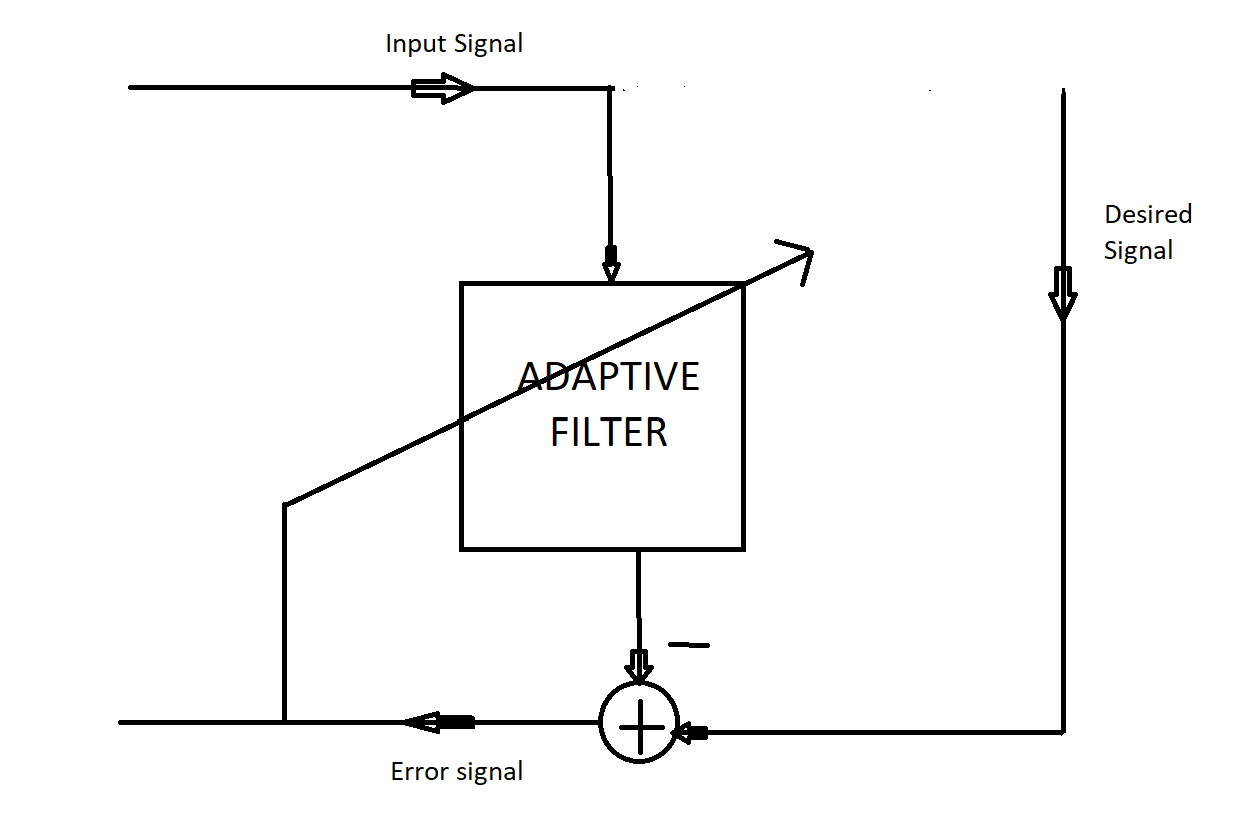 Input Signal
Desired
Signal
ADAPTIVE
FILTER
Error signal